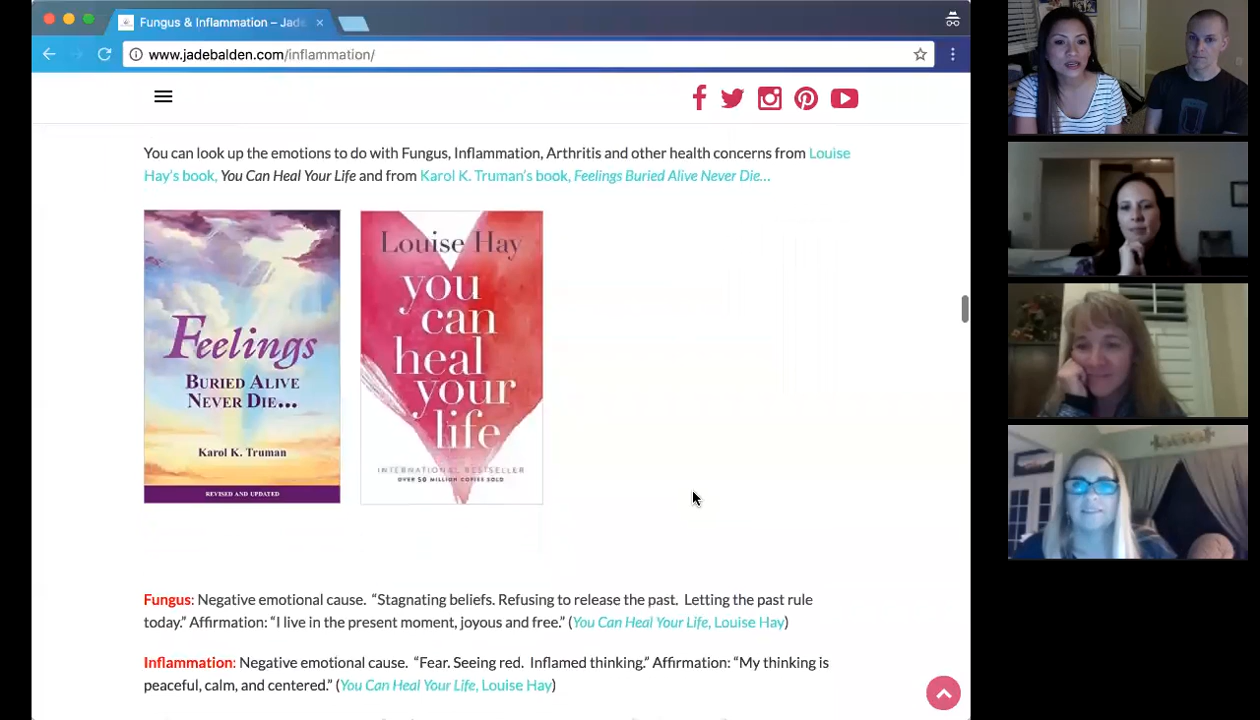 Fungus & Inflammation – Jade
www.jadebalden.com/inflammation/
You can look up the emotions to do with Fungus, Inflammation, Arthritis and other health concerns from Louise
Hay's book, You Can Heal Your Life and from Karol K. Truman's book, Feelings Buried Alive Never Die...
Feelings
BURIED ALIVE
NEVER DIE...
Karol K. Truman
REVISED AND UPDATED
Louise Hay
you
can
heal
your
life
INTERNATIONAL BESTSELLER
OVER 50 MILLION COPIES SOLD
Fungus: Negative emotional cause. “Stagnating beliefs. Refusing to release the past. Letting the past rule
today.” Affirmation: “I live in the present moment, joyous and free.” (You Can Heal Your Life, Louise Hay)
Inflammation: Negative emotional cause. “Fear. Seeing red. Inflamed thinking.” Affirmation: “My thinking is
peaceful, calm, and centered.” (You Can Heal Your Life, Louise Hay)